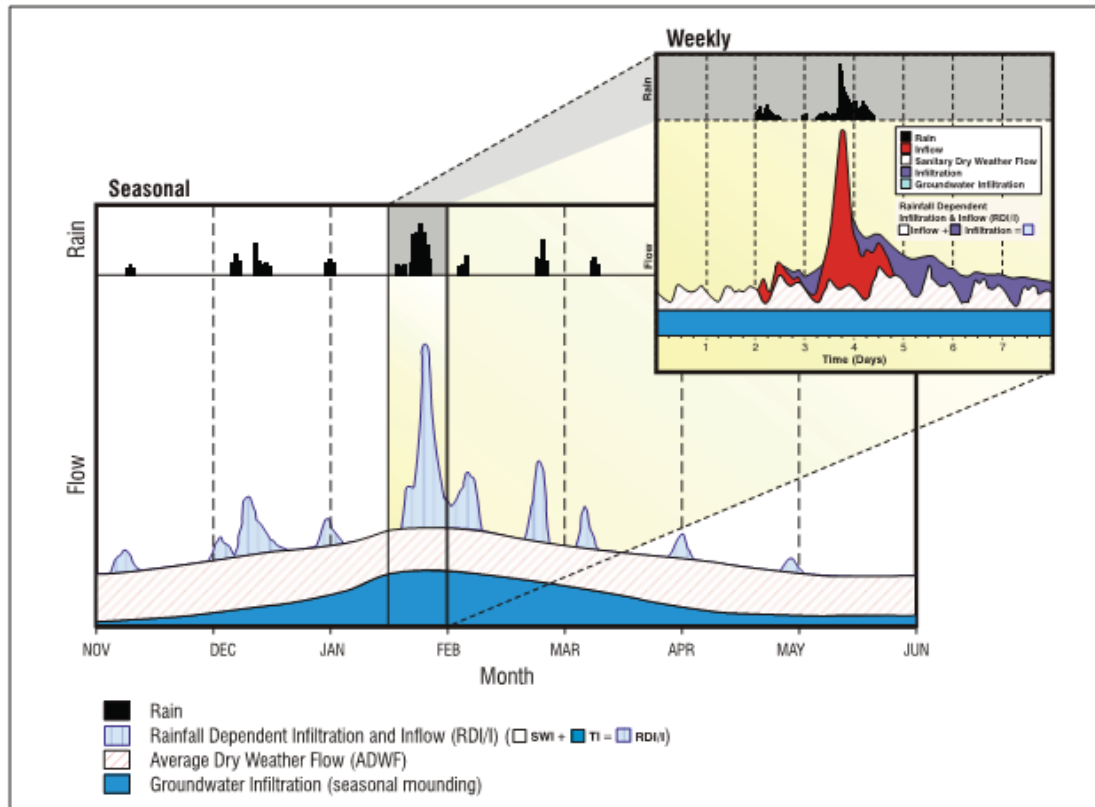 Weekly
Rain
Rain
Inflow
Sanitary Dry Weather Flow
Infiltration
Groundwater Infiltration
Rainfall Dependent
Infiltration & Inflow (RDI/I)
Inflow + Infiltration =
Flow
1 2 3 4 5 6 7
Time (Days)
Seasonal
Rain
Flow
NOV DEC JAN FEB MAR APR MAY JUN
Month
Rain
Rainfall Dependent Infiltration and Inflow (RDI/I) ( SWI + TI = RDI/I)
Average Dry Weather Flow (ADWF)
Groundwater Infiltration (seasonal mounding)